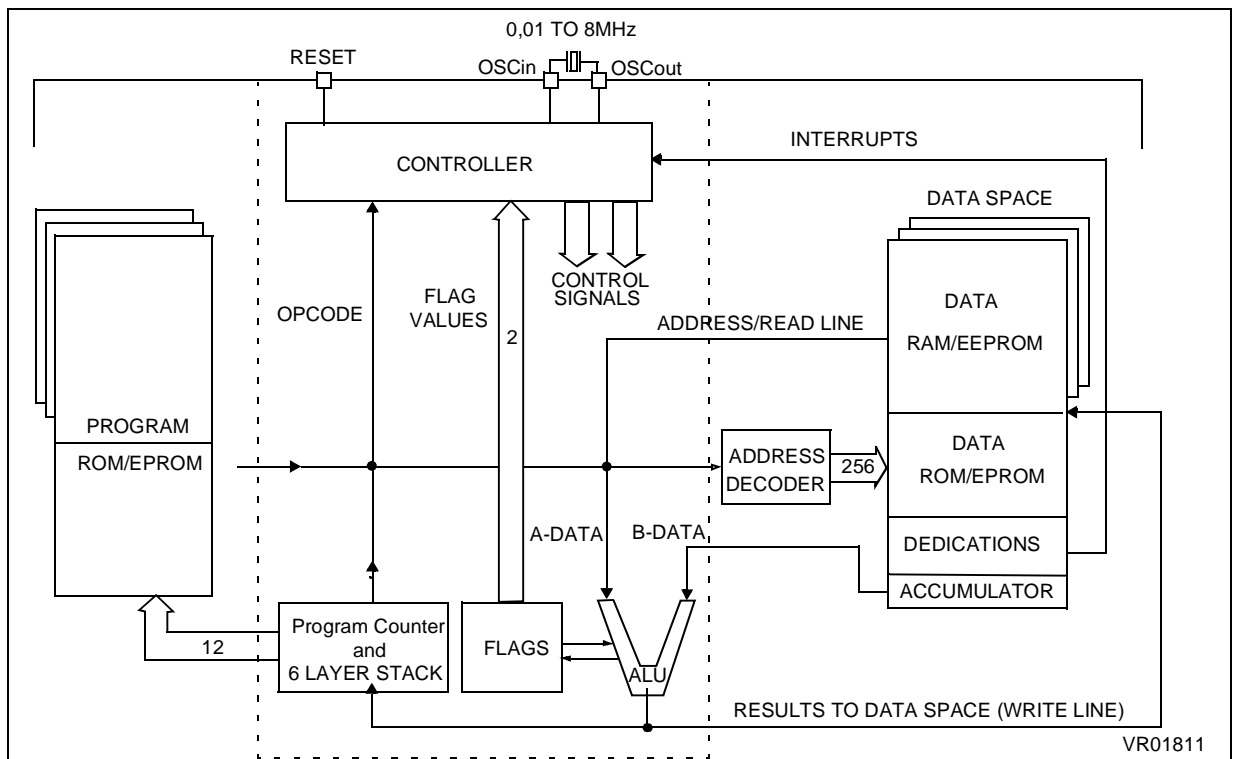 0,01 TO 8MHz
RESET
OSCin
OSCout
CONTROLLER
INTERRUPTS
DATA SPACE
OPCODE
FLAG
VALUES
2
CONTROL
SIGNALS
ADDRESS/READ LINE
DATA
RAM/EEPROM
PROGRAM
ROM/EPROM
ADDRESS
DECODER
256
DATA
ROM/EPROM
A-DATA
B-DATA
DEDICATIONS
ACCUMULATOR
12
Program Counter
and
6 LAYER STACK
FLAGS
ALU
RESULTS TO DATA SPACE (WRITE LINE)
VR01811